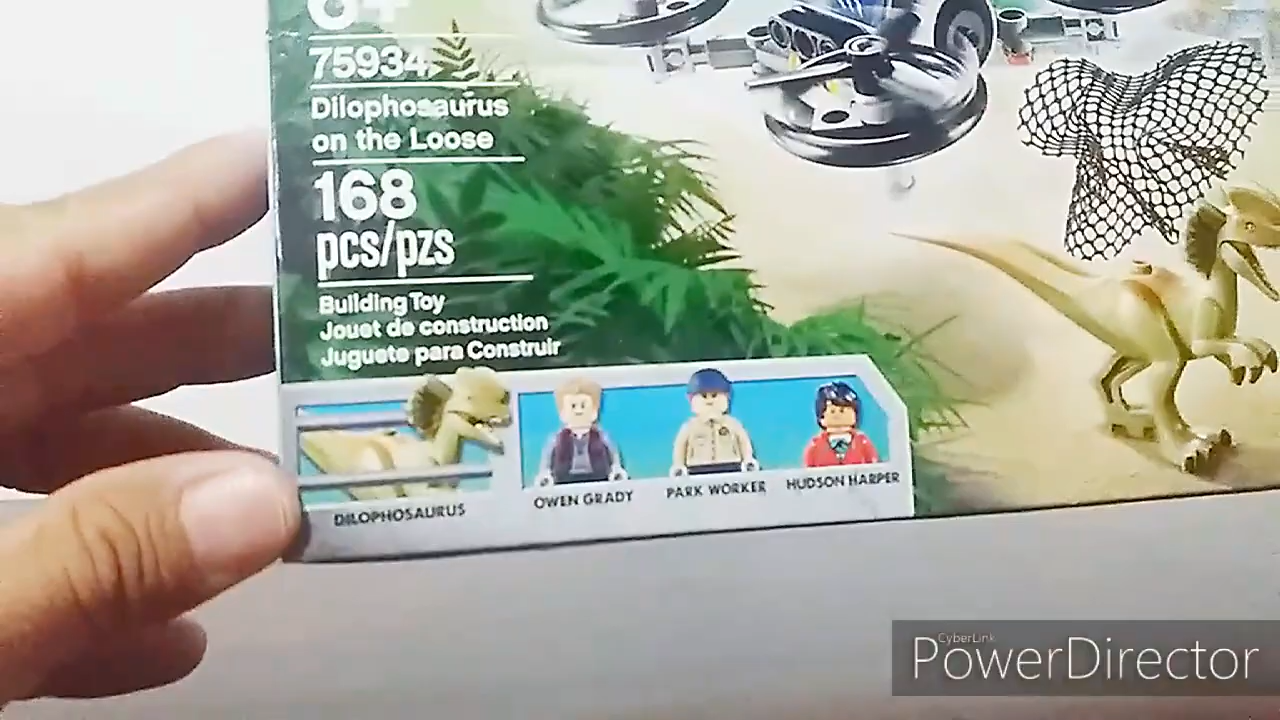 6+
75934
Dilophosaurus
on the Loose
168
pcs/pzs
Building Toy
Jouet de construction
Juguete para Construir
DILOPHOSAURUS
OWEN GRADY
PARK WORKER
HUDSON HARPER
CyberLink
PowerDirector